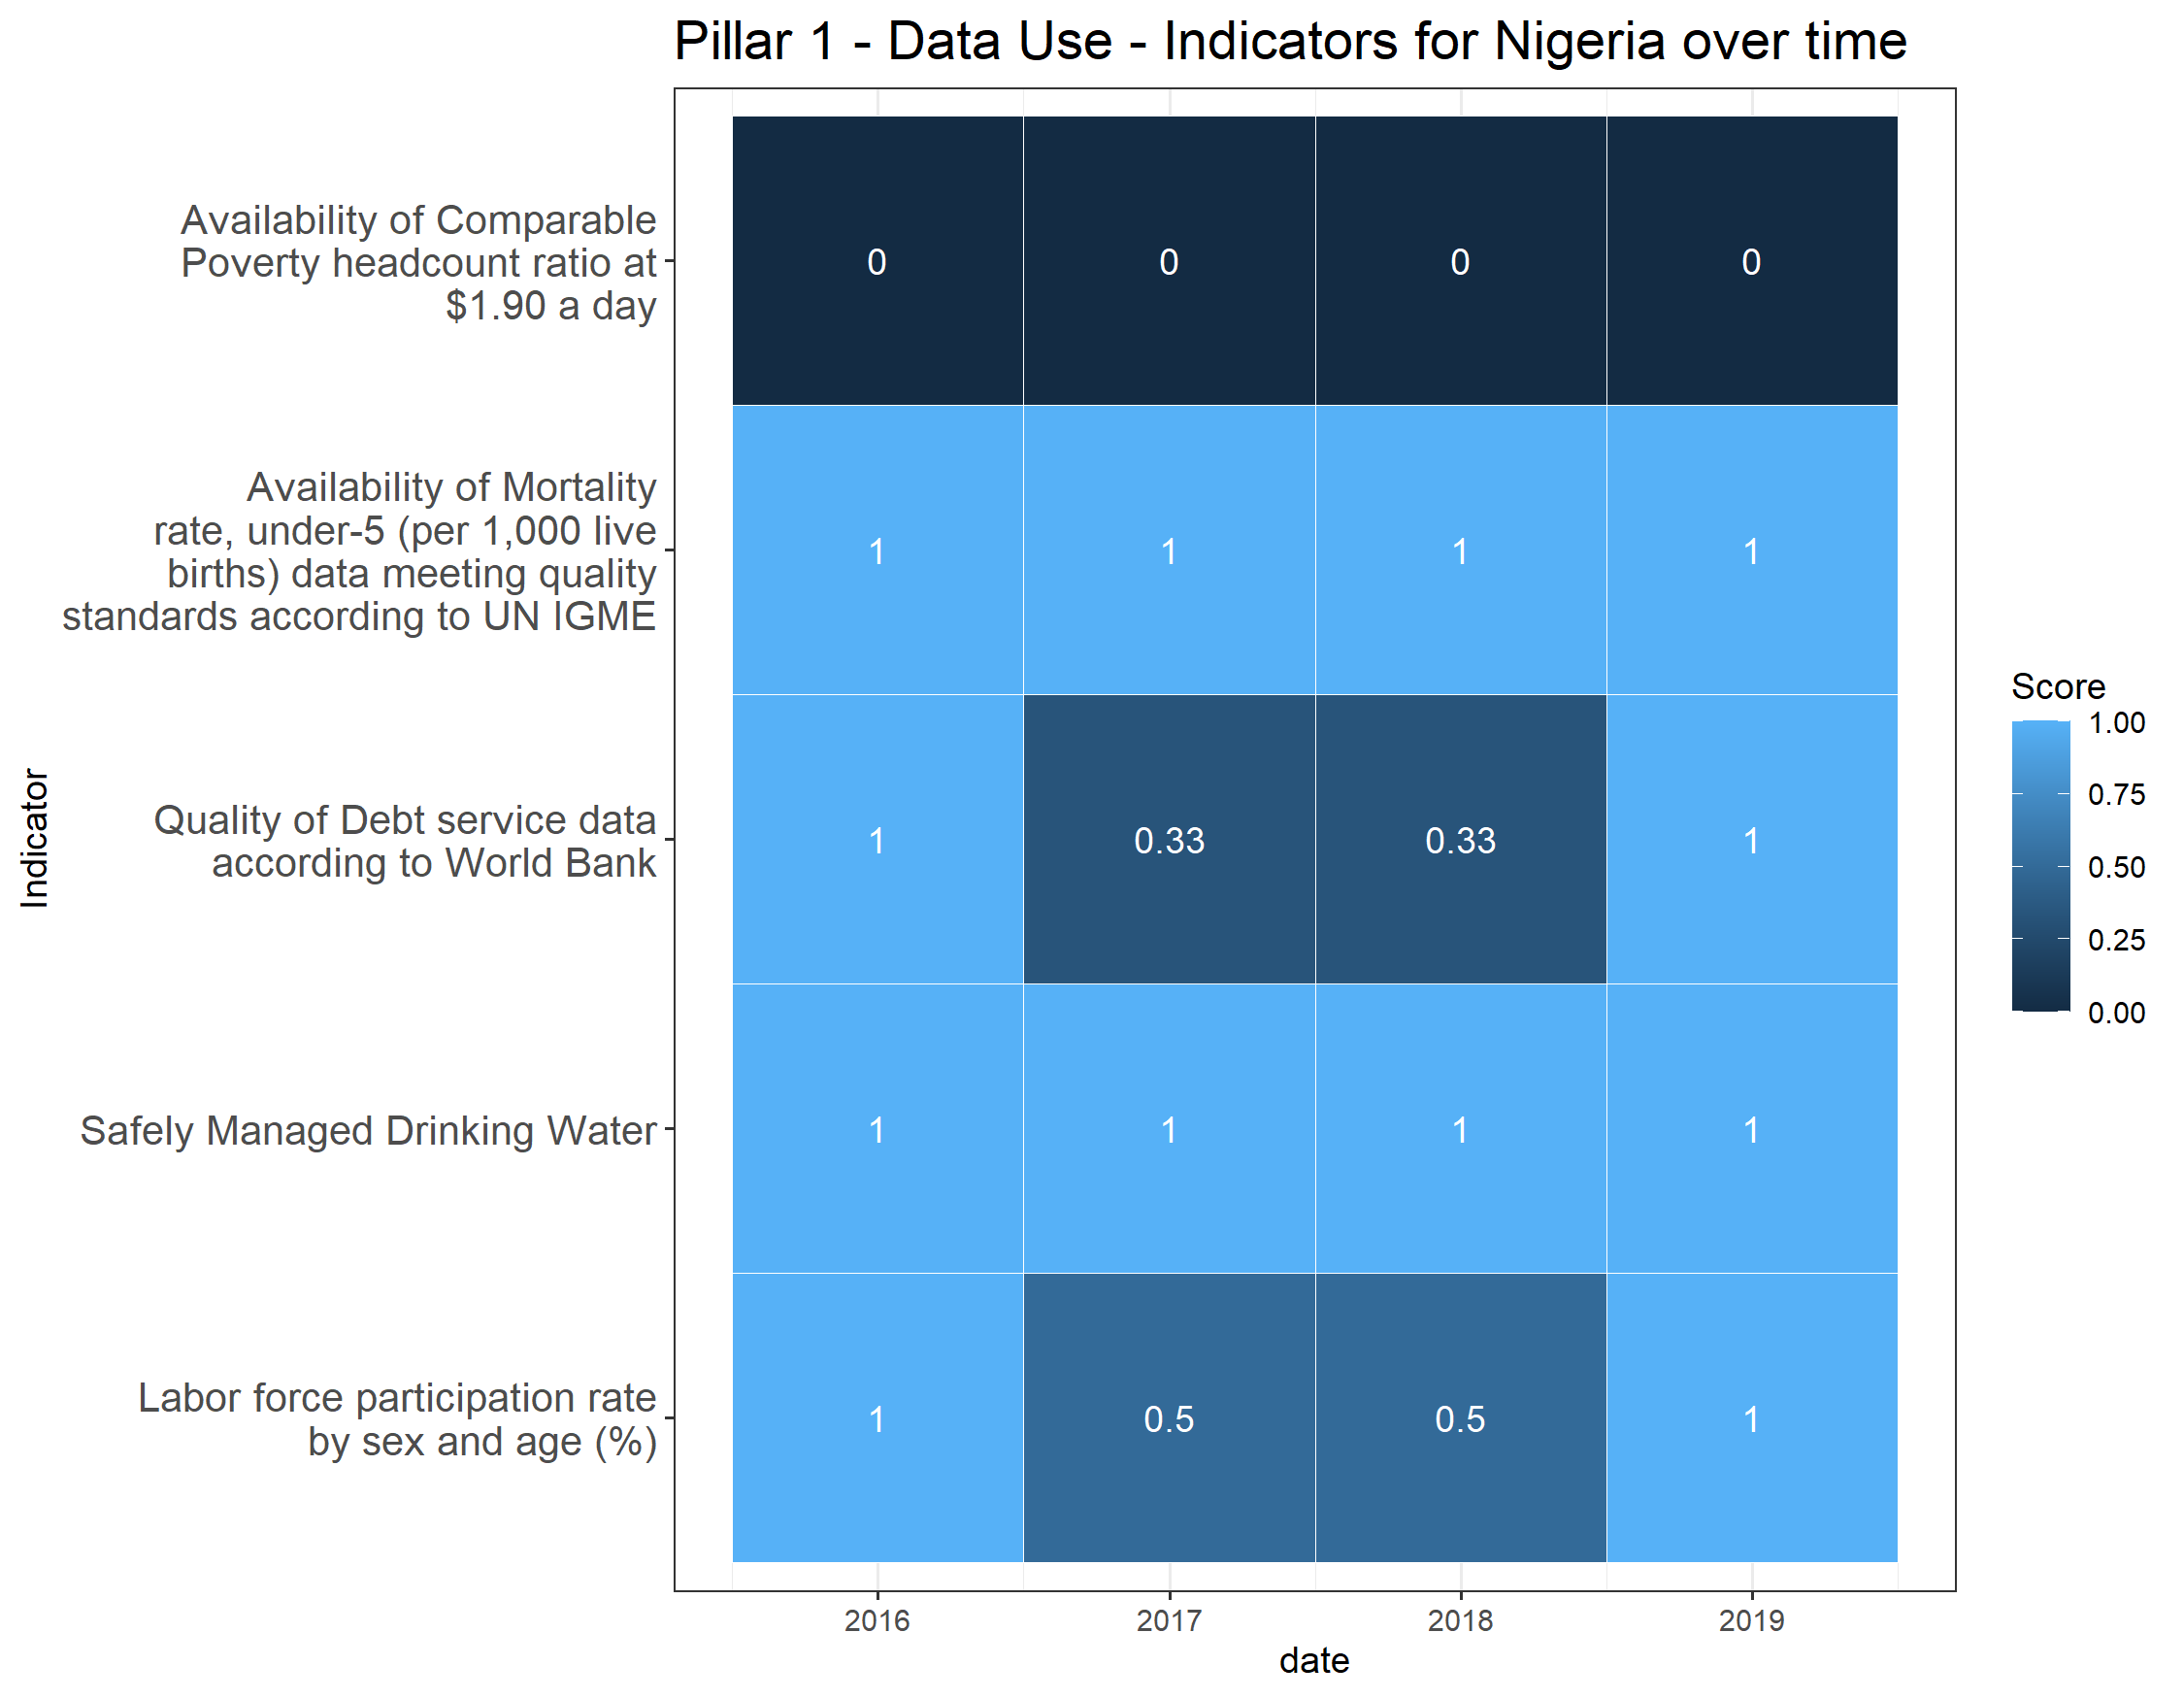 Pillar 1 - Data Use - Indicators for Nigeria over time
Indicator
Availability of Comparable
Poverty headcount ratio at
$1.90 a day
0 0 0 0
Availability of Mortality
rate, under-5 (per 1,000 live
births) data meeting quality
standards according to UN IGME
1 1 1 1
Quality of Debt service data
according to World Bank
1 0.33 0.33 1
Safely Managed Drinking Water
1 1 1 1
Labor force participation rate
by sex and age (%)
1 0.5 0.5 1
2016 2017 2018 2019
date
Score
1.00
0.75
0.50
0.25
0.00